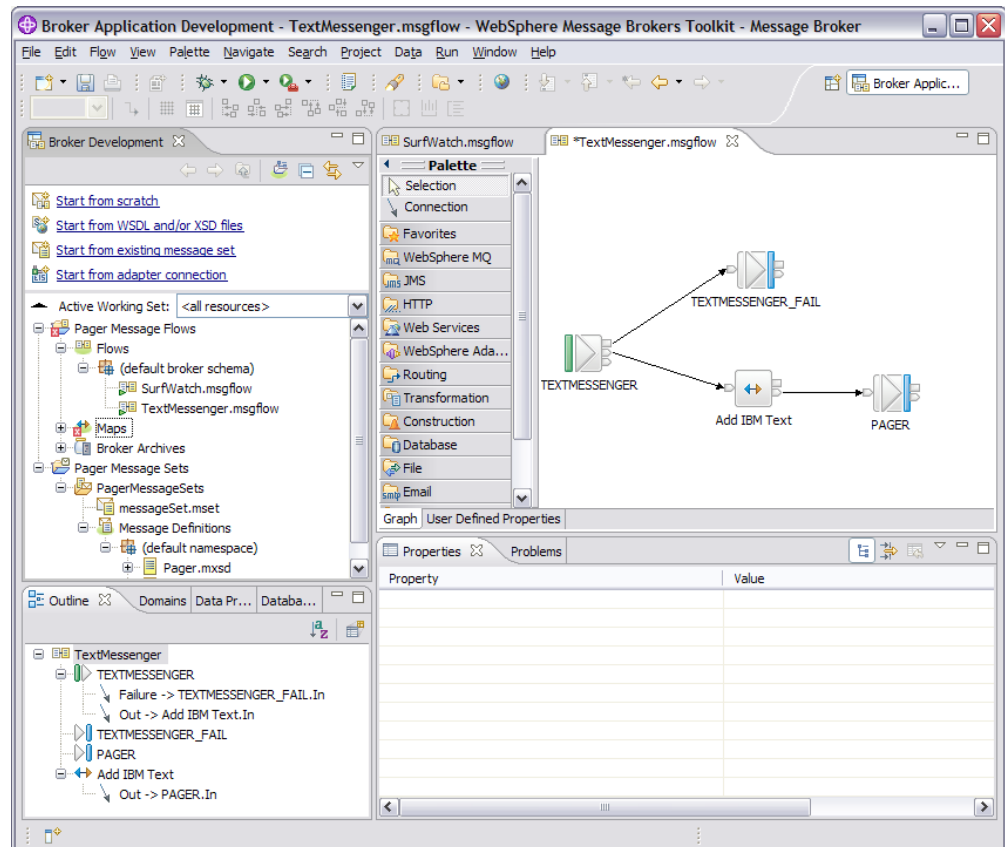 Broker Application Development - TextMessenger.msgflow - WebSphere Message Brokers Toolkit - Message Broker
File Edit Flow View Palette Navigate Search Project Data Run Window Help
Broker Applic...
Broker Development
Start from scratch
Start from WSDL and/or XSD files
Start from existing message set
Start from adapter connection
Active Working Set: <all resources>
Pager Message Flows
Flows
(default broker schema)
SurfWatch.msgflow
TextMessenger.msgflow
Maps
Broker Archives
Pager Message Sets
PagerMessageSets
messageSet.mset
Message Definitions
(default namespace)
Pager.mxsd
Outline Domains Data Pr... Databa...
TextMessenger
TEXTMESSENGER
Failure -> TEXTMESSENGER_FAIL.In
Out -> Add IBM Text.In
TEXTMESSENGER_FAIL
PAGER
Add IBM Text
Out -> PAGER.In
SurfWatch.msgflow *TextMessenger.msgflow
Palette
Selection
Connection
Favorites
WebSphere MQ
JMS
HTTP
Web Services
WebSphere Ada...
Routing
Transformation
Construction
Database
File
Email
Graph User Defined Properties
TEXTMESSENGER_FAIL
TEXTMESSENGER
Add IBM Text
PAGER
Properties Problems
Property Value